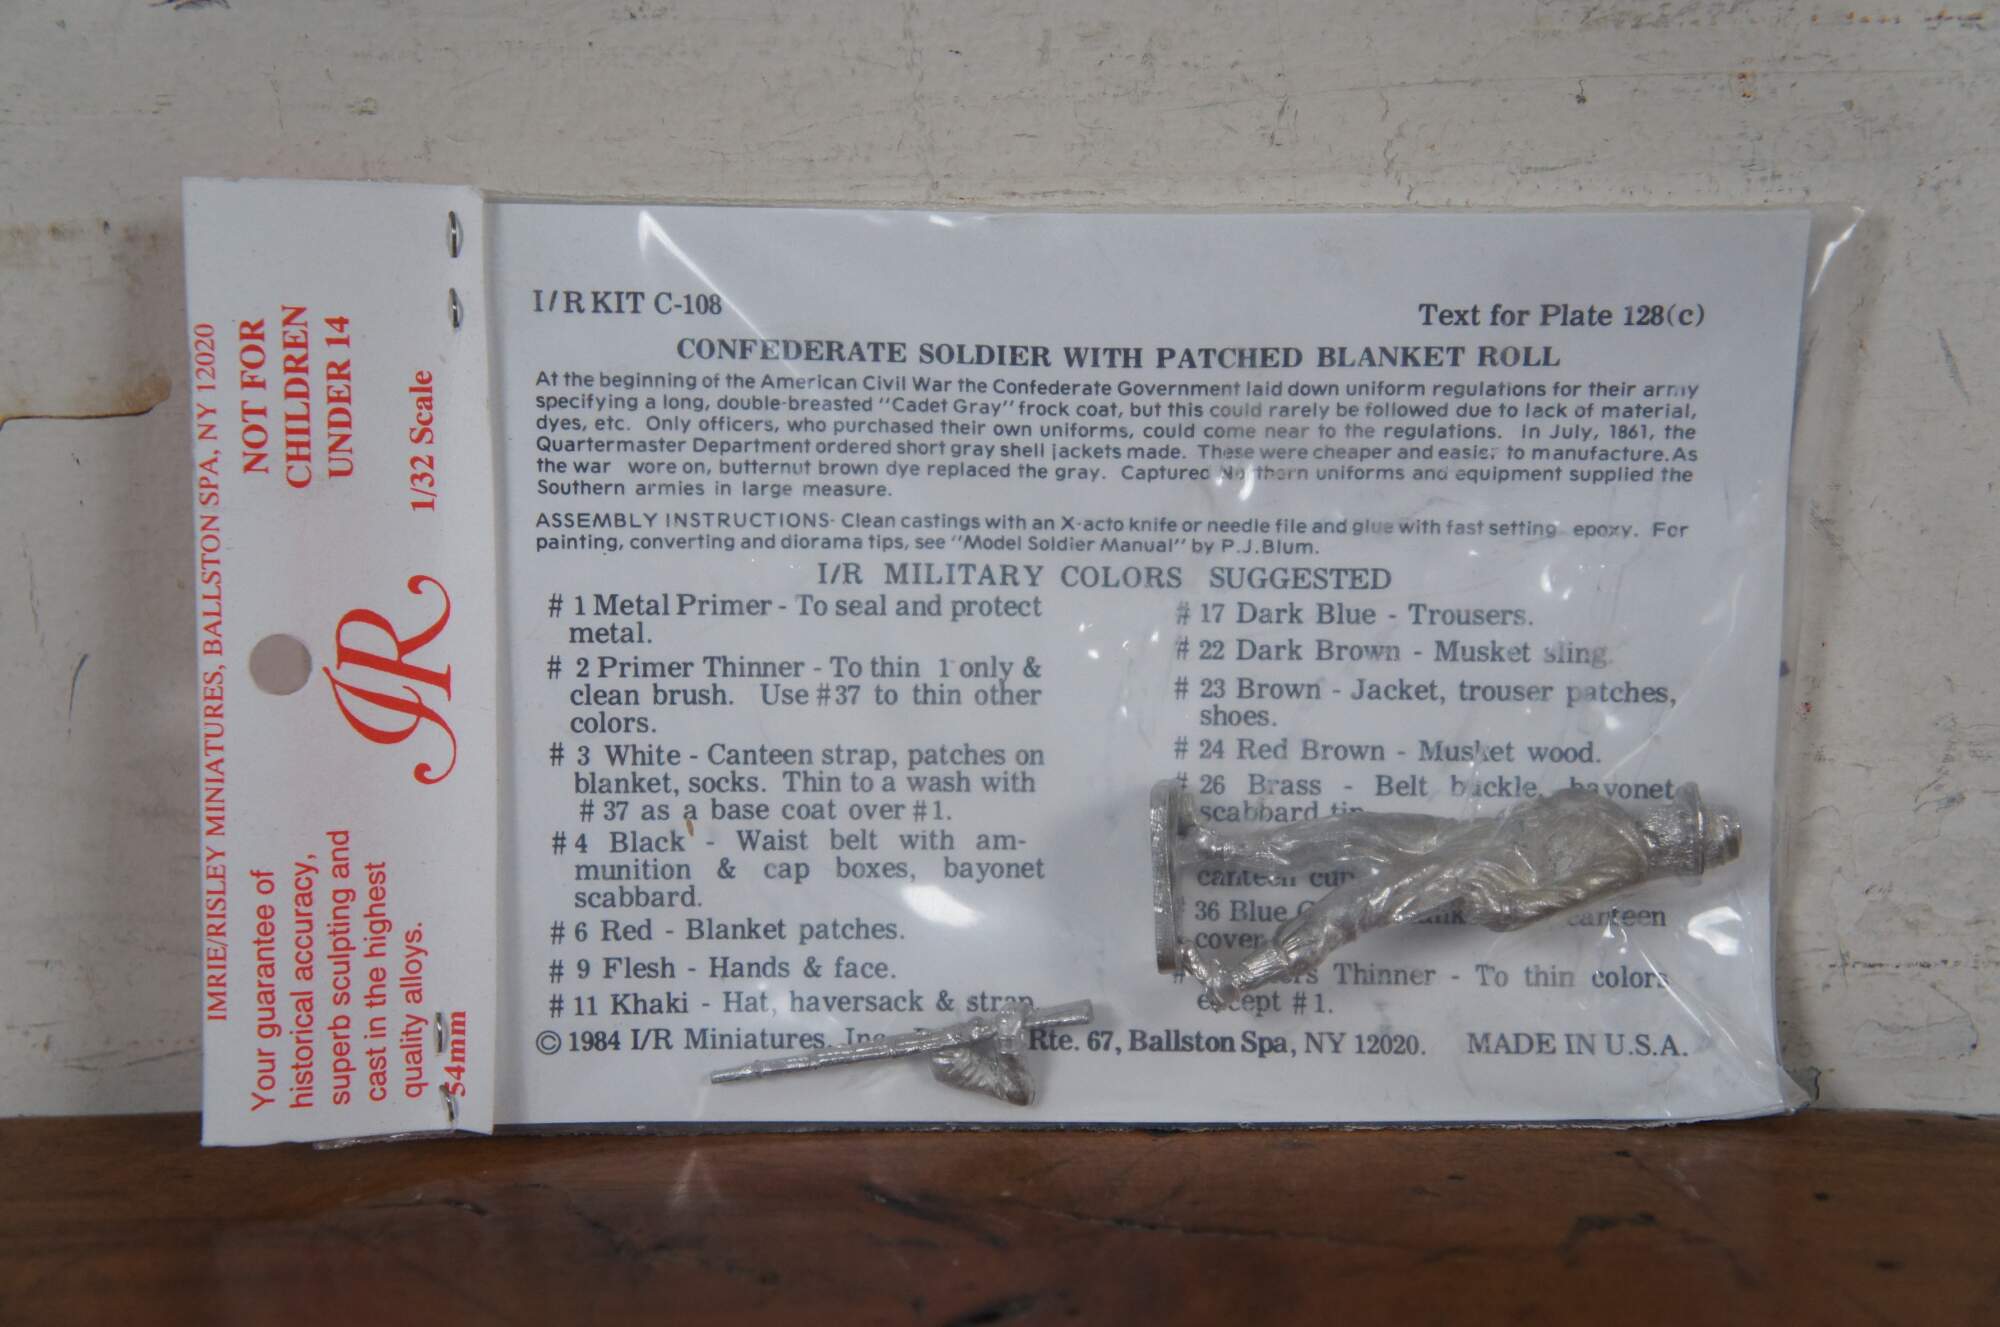 IMRIE/RISLEY MINIATURES, BALLSTON SPA, NY 12020
NOT FOR
CHILDREN
UNDER 14
1/32 Scale
IR
Your guarantee of
historical accuracy,
superb sculpting and
cast in the highest
quality alloys.
54mm
I/R KIT C-108
Text for Plate 128(c)
CONFEDERATE SOLDIER WITH PATCHED BLANKET ROLL
At the beginning of the American Civil War the Confederate Government laid down uniform regulations for their army
specifying a long, double-breasted "Cadet Gray" frock coat, but this could rarely be followed due to lack of material,
dyes, etc. Only officers, who purchased their own uniforms, could come near to the regulations. In July, 1861, the
Quartermaster Department ordered short gray shell jackets made. These were cheaper and easier to manufacture. As
the war wore on, butternut brown dye replaced the gray. Captured Northern uniforms and equipment supplied the
Southern armies in large measure.
ASSEMBLY INSTRUCTIONS- Clean castings with an X-acto knife or needle file and glue with fast setting epoxy. For
painting, converting and diorama tips, see "Model Soldier Manual" by P.J.Blum.
I/R MILITARY COLORS SUGGESTED
# 1 Metal Primer - To seal and protect
metal.
# 2 Primer Thinner - To thin 1 only &
clean brush. Use #37 to thin other
colors.
# 3 White - Canteen strap, patches on
blanket, socks. Thin to a wash with
# 37 as a base coat over #1.
# 4 Black - Waist belt with am-
munition & cap boxes, bayonet
scabbard.
# 6 Red - Blanket patches.
# 9 Flesh - Hands & face.
# 11 Khaki - Hat, haversack & strap
# 17 Dark Blue - Trousers.
# 22 Dark Brown - Musket sling.
# 23 Brown - Jacket, trouser patches,
shoes.
# 24 Red Brown - Musket wood.
# 26 Brass - Belt buckle, bayonet
scabbard tip
canteen cup
36 Blue canteen
cover
# Thinner - To thin colors
except #1.
© 1984 I/R Miniatures, Inc. Rte. 67, Ballston Spa, NY 12020. MADE IN U.S.A.